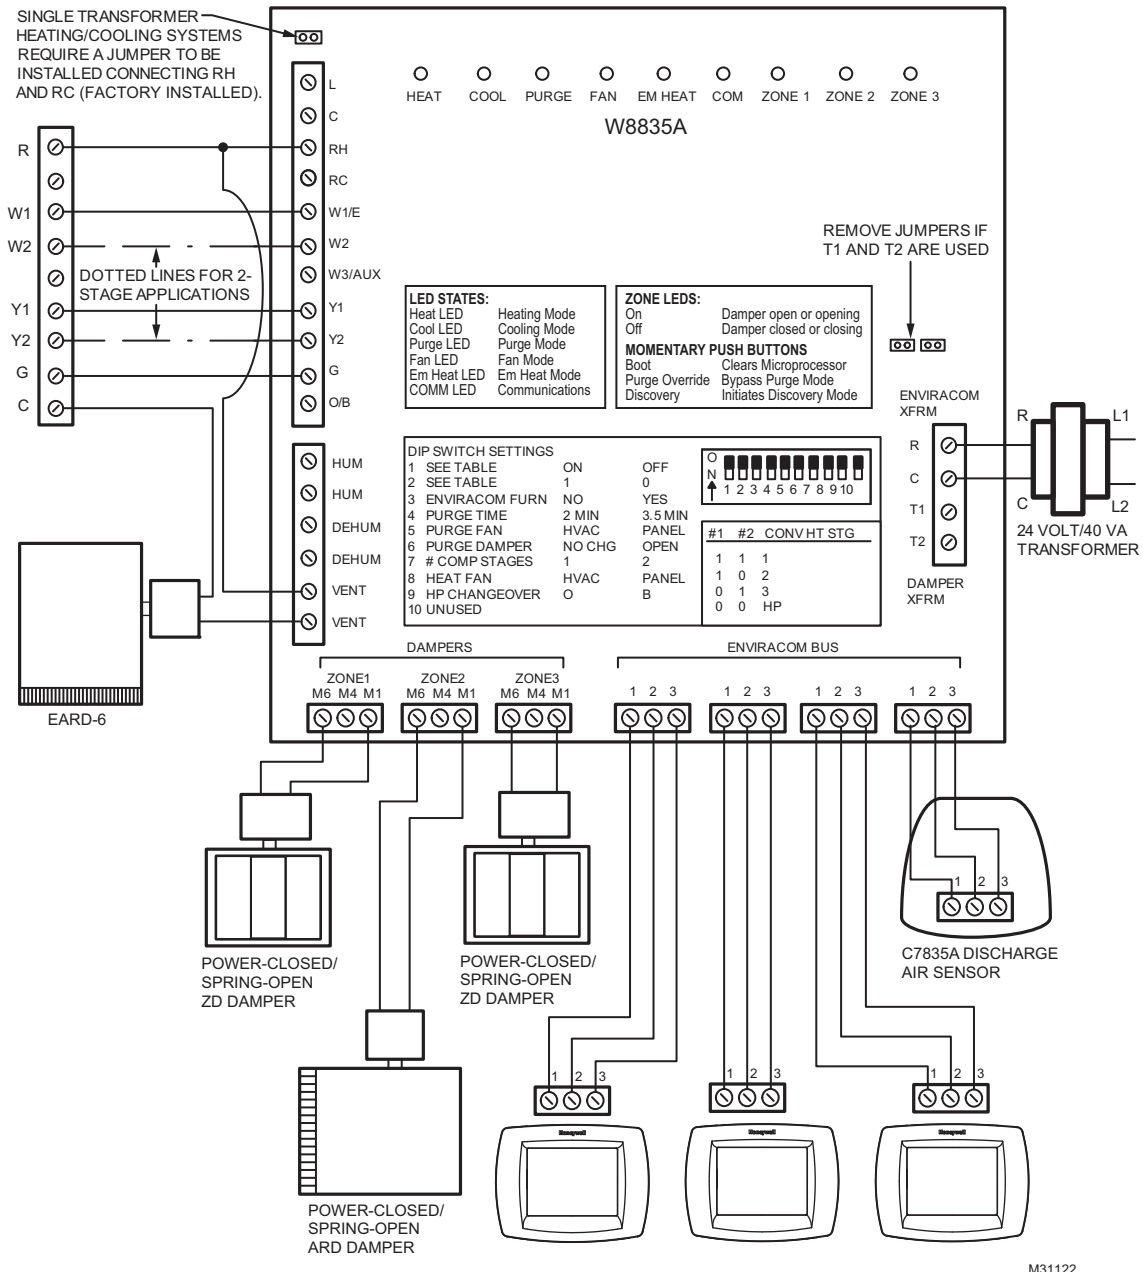 SINGLE TRANSFORMER
HEATING/COOLING SYSTEMS
REQUIRE A JUMPER TO BE
INSTALLED CONNECTING RH
AND RC (FACTORY INSTALLED).
HEAT COOL PURGE FAN EM HEAT COM ZONE 1 ZONE 2 ZONE 3
W8835A
L
C
R RH
RC
W1 W1/E
W2 W2
DOTTED LINES FOR 2-
STAGE APPLICATIONS
W3/AUX
Y1 Y1
Y2 Y2
G G
C O/B
REMOVE JUMPERS IF
T1 AND T2 ARE USED
LED STATES:
Heat LED Heating Mode
Cool LED Cooling Mode
Purge LED Purge Mode
Fan LED Fan Mode
Em Heat LED Em Heat Mode
COMM LED Communications
ZONE LEDS:
On Damper open or opening
Off Damper closed or closing
MOMENTARY PUSH BUTTONS
Boot Clears Microprocessor
Purge Override Bypass Purge Mode
Discovery Initiates Discovery Mode
ENVIRACOM
XFRM
R
C
T1
T2
DAMPER
XFRM
R L1
C L2
24 VOLT/40 VA
TRANSFORMER
HUM
HUM
DEHUM
DEHUM
VENT
VENT
DIP SWITCH SETTINGS
1 SEE TABLE ON OFF
2 SEE TABLE 1 0
3 ENVIRACOM FURN NO YES
4 PURGE TIME 2 MIN 3.5 MIN
5 PURGE FAN HVAC PANEL
6 PURGE DAMPER NO CHG OPEN
7 # COMP STAGES 1 2
8 HEAT FAN HVAC PANEL
9 HP CHANGEOVER O B
10 UNUSED
O
N
1 2 3 4 5 6 7 8 9 10
#1 #2 CONV HT STG
1 1 1
1 0 2
0 1 3
0 0 HP
EARD-6
DAMPERS
ZONE1 ZONE2 ZONE3
M6 M4 M1 M6 M4 M1 M6 M4 M1
ENVIRACOM BUS
1 2 3 1 2 3 1 2 3 1 2 3
1 2 3
C7835A DISCHARGE
AIR SENSOR
POWER-CLOSED/
SPRING-OPEN
ZD DAMPER
POWER-CLOSED/
SPRING-OPEN
ZD DAMPER
POWER-CLOSED/
SPRING-OPEN
ARD DAMPER
1 2 3 1 2 3 1 2 3
Honeywell Honeywell Honeywell
M31122